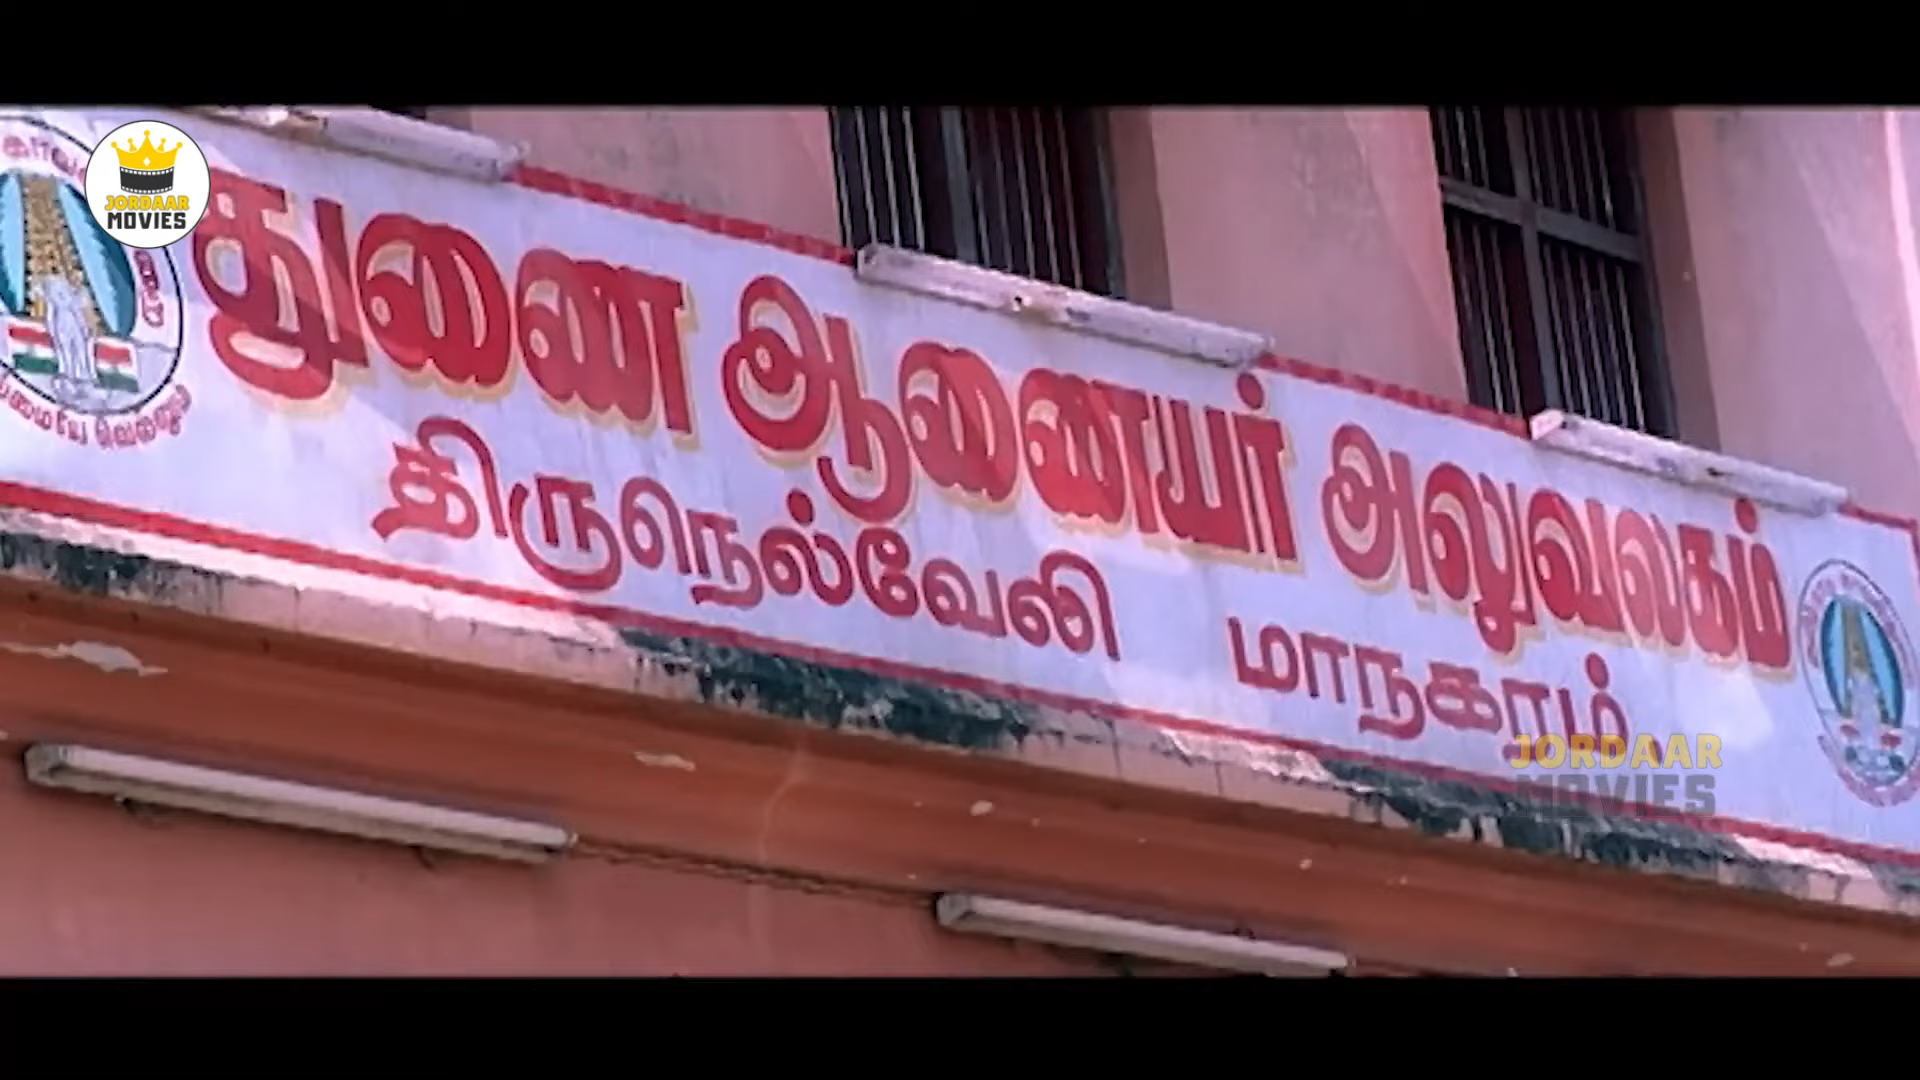 JORDAAR
MOVIES
துணை ஆணையர் அலுவலகம்
திருநெல்வேலி மாநகரம்
JORDAAR
MOVIES